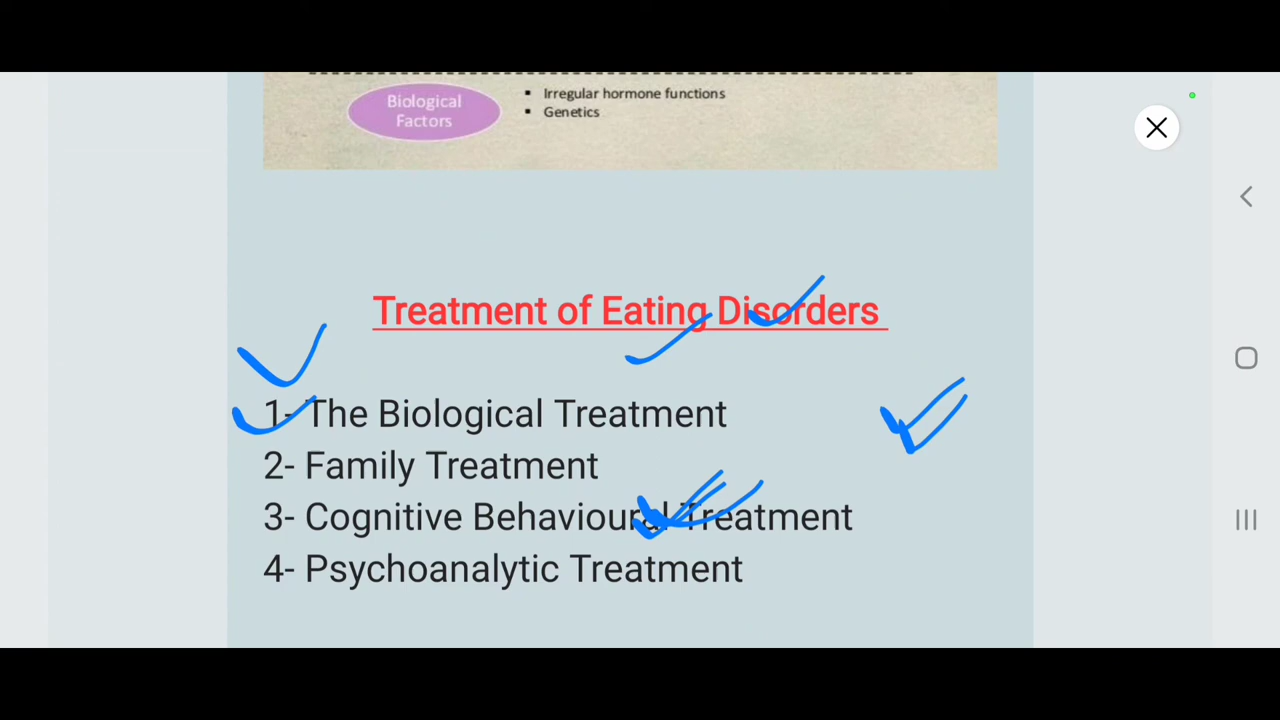 Biological
Factors
▪ Irregular hormone functions
▪ Genetics
Treatment of Eating Disorders
1- The Biological Treatment
2- Family Treatment
3- Cognitive Behavioural Treatment
4- Psychoanalytic Treatment